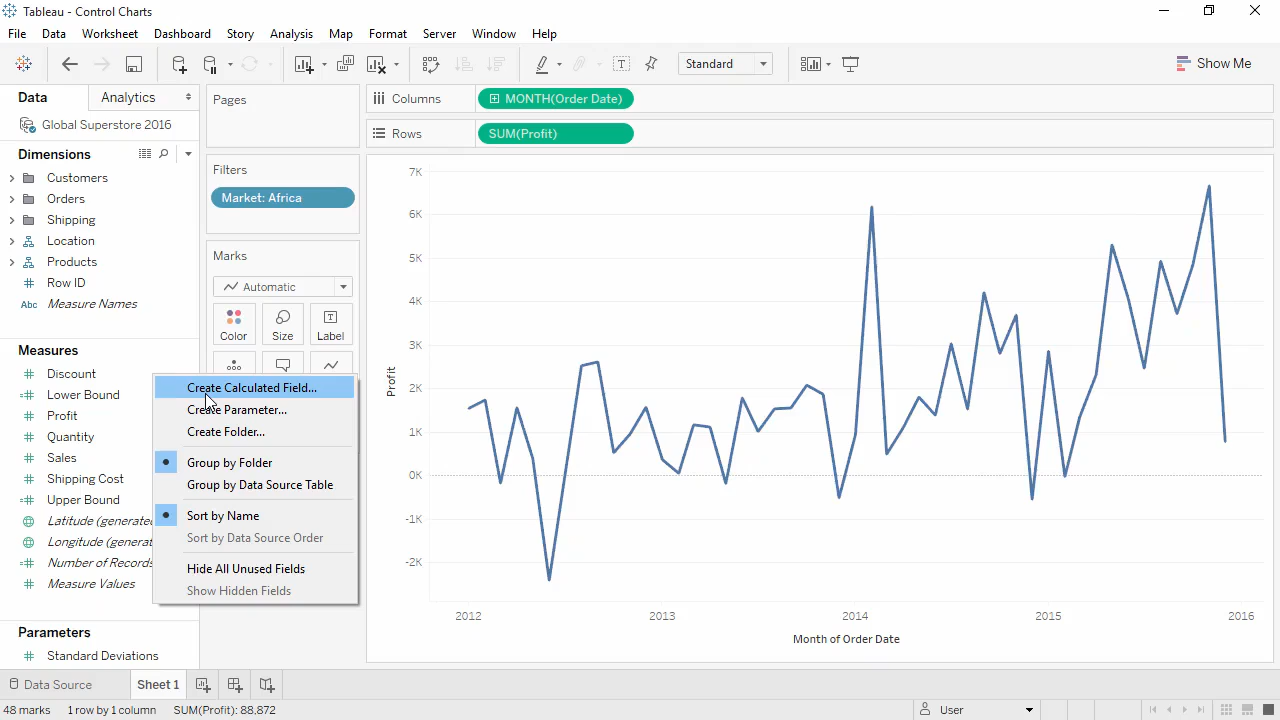 Tableau - Control Charts
File Data Worksheet Dashboard Story Analysis Map Format Server Window Help
Standard
Show Me
Data
Analytics
Global Superstore 2016
Dimensions
Customers
Orders
Shipping
Location
Products
Row ID
Abc Measure Names
Measures
Discount
Lower Bound
Profit
Quantity
Sales
Shipping Cost
Upper Bound
Latitude (generated
Longitude (generat
Number of Records
Measure Values
Parameters
Standard Deviations
Pages
Filters
Market: Africa
Marks
Automatic
Color
Size
Label
Create Calculated Field...
Create Parameter...
Create Folder...
Group by Folder
Group by Data Source Table
Sort by Name
Sort by Data Source Order
Hide All Unused Fields
Show Hidden Fields
Columns
MONTH(Order Date)
Rows
SUM(Profit)
7K
6K
5K
4K
3K
2K
1K
0K
-1K
-2K
Profit
2012
2013
2014
2015
2016
Month of Order Date
Data Source
Sheet 1
48 marks
1 row by 1 column
SUM(Profit): 88,872
User